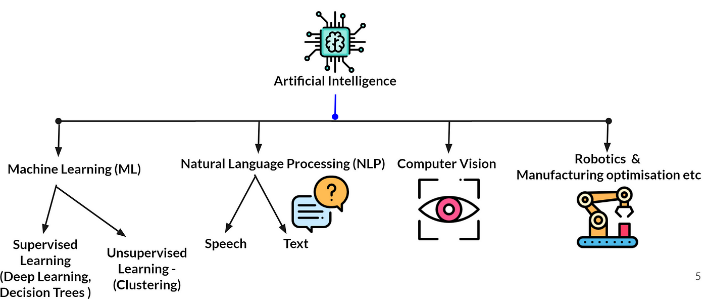 Artificial Intelligence
Machine Learning (ML)
Natural Language Processing (NLP)
Computer Vision
Robotics &
Manufacturing optimisation etc
?
Supervised
Learning
(Deep Learning,
Decision Trees )
Unsupervised
Learning -
(Clustering)
Speech
Text
5